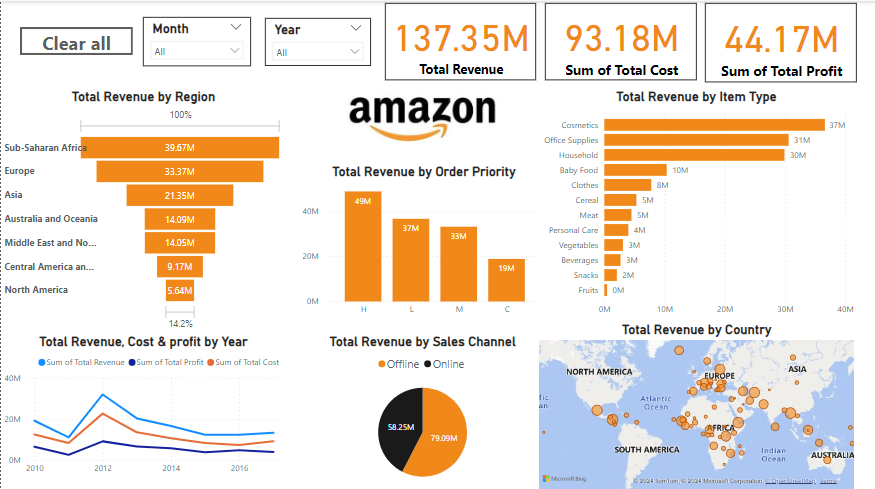 Clear all
Month
All
Year
All
137.35M
Total Revenue
93.18M
Sum of Total Cost
44.17M
Sum of Total Profit
Total Revenue by Region
100%
Sub-Saharan Africa
39.67M
Europe
33.37M
Asia
21.35M
Australia and Oceania
14.09M
Middle East and No...
14.05M
Central America an...
9.17M
North America
5.64M
14.2%
amazon
Total Revenue by Order Priority
40M
20M
0M
49M
37M
33M
19M
H
L
M
C
Total Revenue by Item Type
Cosmetics
37M
Office Supplies
31M
Household
30M
Baby Food
10M
Clothes
8M
Cereal
5M
Meat
5M
Personal Care
4M
Vegetables
3M
Beverages
3M
Snacks
2M
Fruits
0M
0M
10M
20M
30M
40M
Total Revenue, Cost & profit by Year
Sum of Total Revenue
Sum of Total Profit
Sum of Total Cost
40M
20M
0M
2010
2012
2014
2016
Total Revenue by Sales Channel
Offline
Online
58.25M
79.09M
Total Revenue by Country
NORTH AMERICA
EUROPE
ASIA
fic
an
Atlantic
Ocean
AFRICA
SOUTH AMERICA
Indian
Ocean
AUSTRALIA
Microsoft Bing
© 2024 TomTom, © 2024 Microsoft Corporation, © OpenStreetMap, Terms